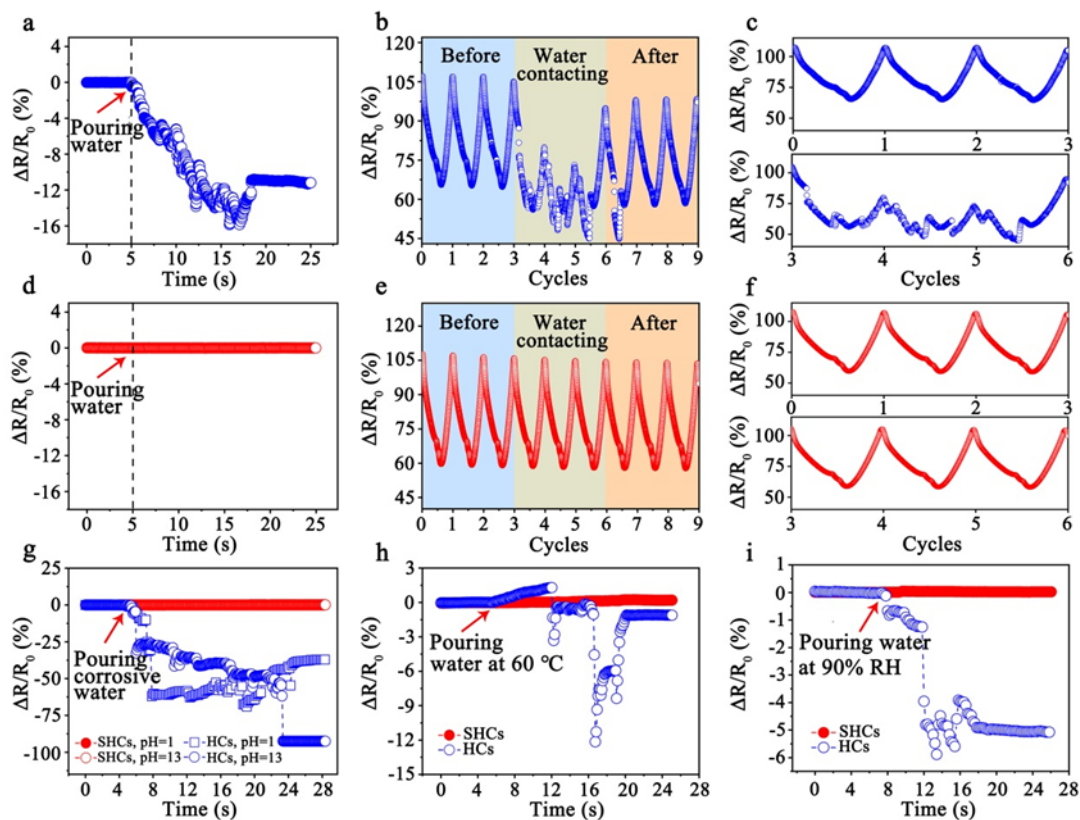 a
ΔR/R0 (%)
4
0
-4
-8
-12
-16
Pouring
water
0 5 10 15 20 25
Time (s)
b
ΔR/R0 (%)
120
105
90
75
60
45
Before Water After
contacting
0 1 2 3 4 5 6 7 8 9
Cycles
c
ΔR/R0 (%)
100
75
50
0 1 2 3
ΔR/R0 (%)
100
75
50
3 4 5 6
Cycles
d
ΔR/R0 (%)
4
0
-4
-8
-12
-16
Pouring
water
0 5 10 15 20 25
Time (s)
e
ΔR/R0 (%)
130
105
90
75
60
45
Before Water After
contacting
0 1 2 3 4 5 6 7 8 9
Cycles
f
ΔR/R0 (%)
100
75
50
0 1 2 3
ΔR/R0 (%)
100
75
50
3 4 5 6
Cycles
g
ΔR/R0 (%)
25
0
-25
-50
-75
-100
Pouring
corrosive
water
SHCs, pH=1 HCs, pH=1
SHCs, pH=13 HCs, pH=13
0 4 8 12 16 20 24 28
Time (s)
h
ΔR/R0 (%)
3
0
-3
-6
-9
-12
-15
Pouring
water at 60 °C
SHCs
HCs
0 4 8 12 16 20 24 28
Time (s)
i
ΔR/R0 (%)
1
0
-1
-2
-3
-4
-5
-6
Pouring water
at 90% RH
SHCs
HCs
0 4 8 12 16 20 24 28
Time (s)